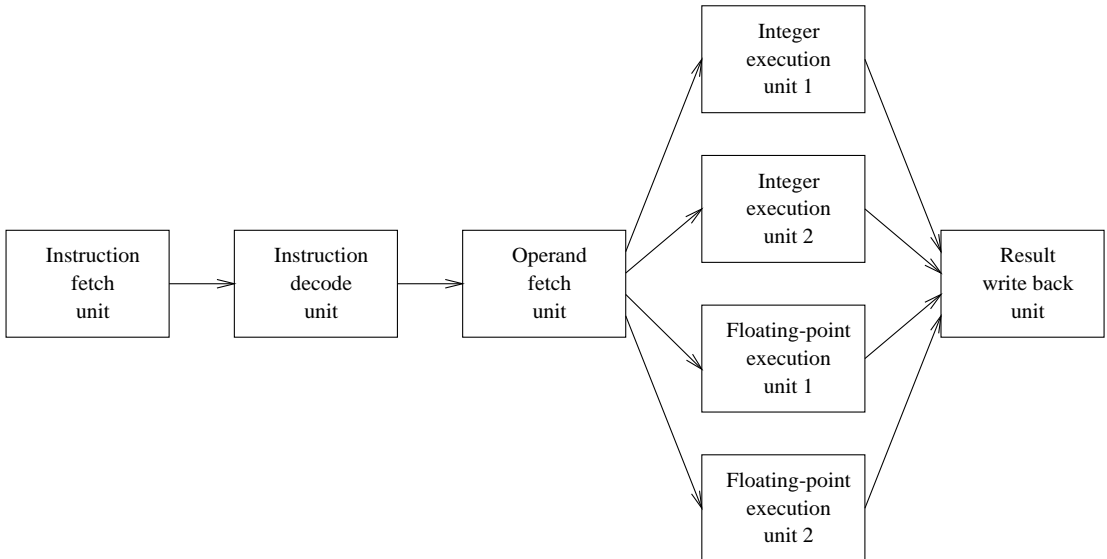 Instruction
fetch
unit
Instruction
decode
unit
Operand
fetch
unit
Integer
execution
unit 1
Integer
execution
unit 2
Floating-point
execution
unit 1
Floating-point
execution
unit 2
Result
write back
unit